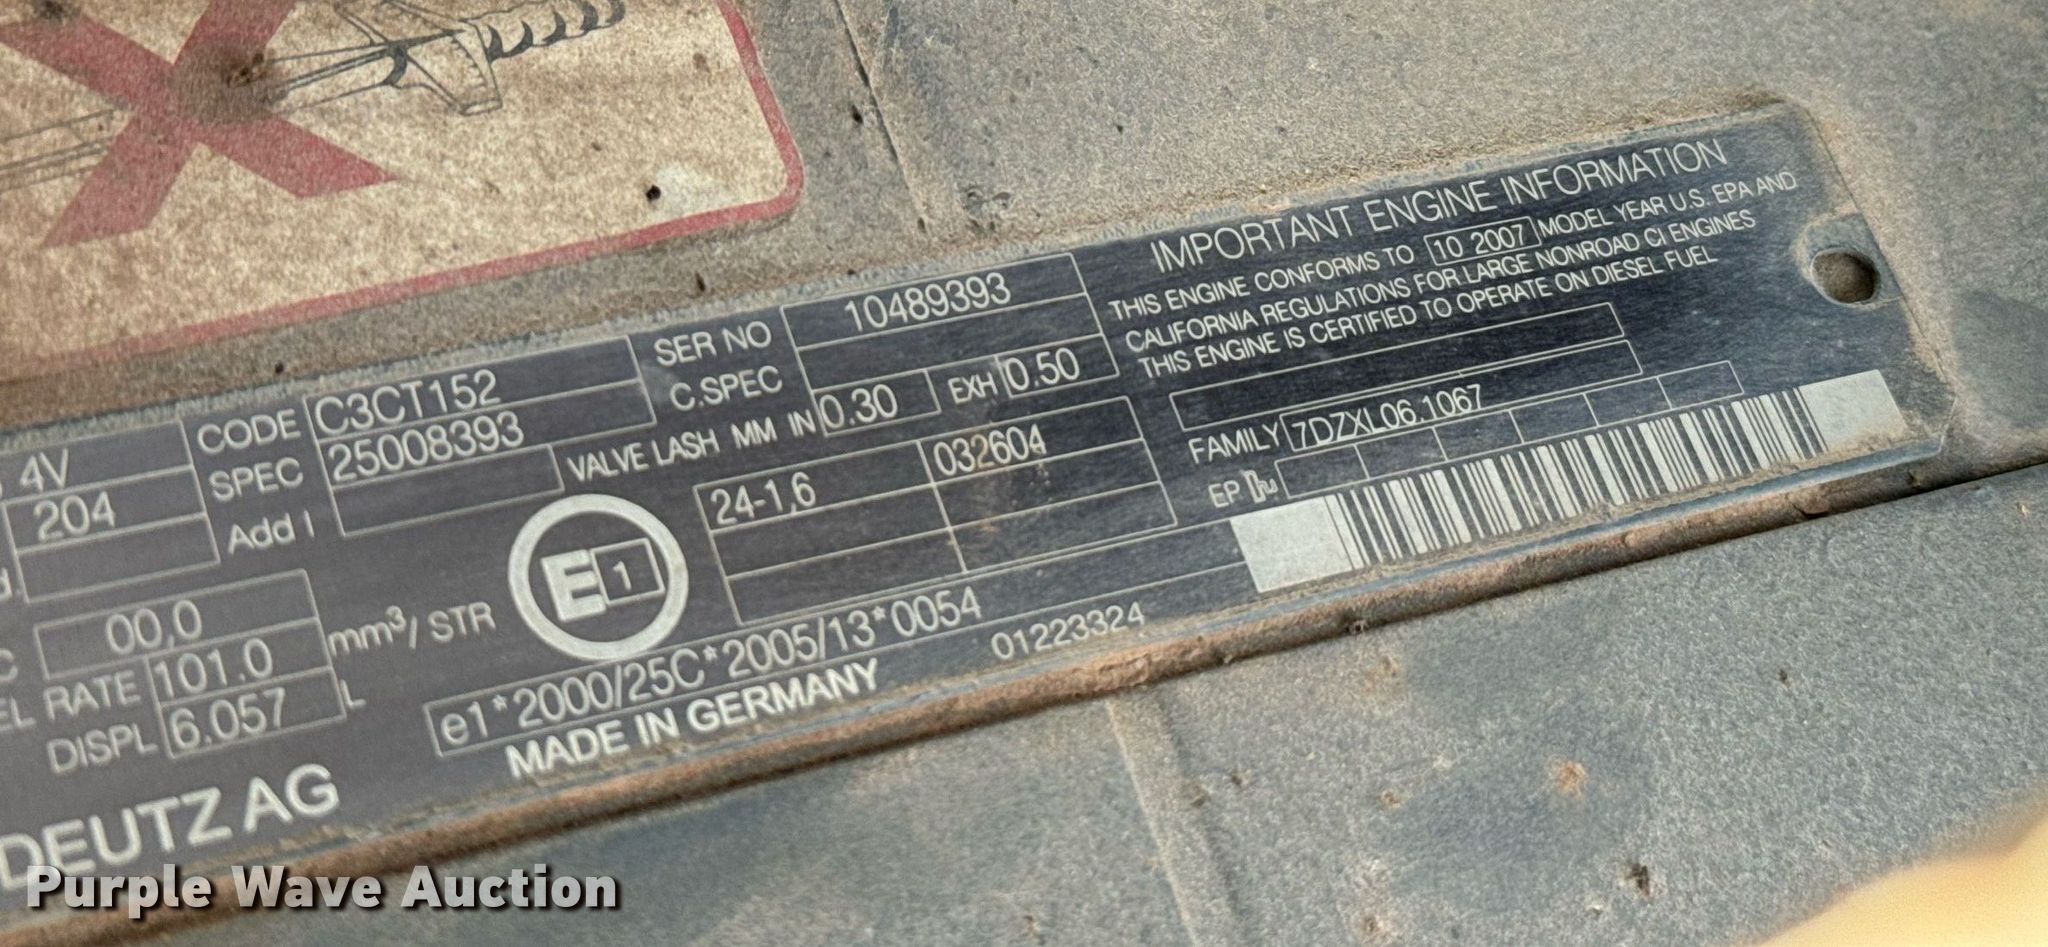 IMPORTANT ENGINE INFORMATION
THIS ENGINE CONFORMS TO 10 2007 MODEL YEAR U.S. EPA AND
CALIFORNIA REGULATIONS FOR LARGE NONROAD CI ENGINES
THIS ENGINE IS CERTIFIED TO OPERATE ON DIESEL FUEL
FAMILY 7DZXL06.1067
EP
4V CODE C3CT152 SER NO 10489393
204 SPEC 25008393 C.SPEC
Add I VALVE LASH MM IN 0.30 EXH 0.50
24-1,6 032604
E 1
00,0
RATE 101.0 mm³/ STR
DISPL 6.057 L
e1*2000/25C*2005/13*0054
MADE IN GERMANY 01223324
DEUTZ AG
Purple Wave Auction